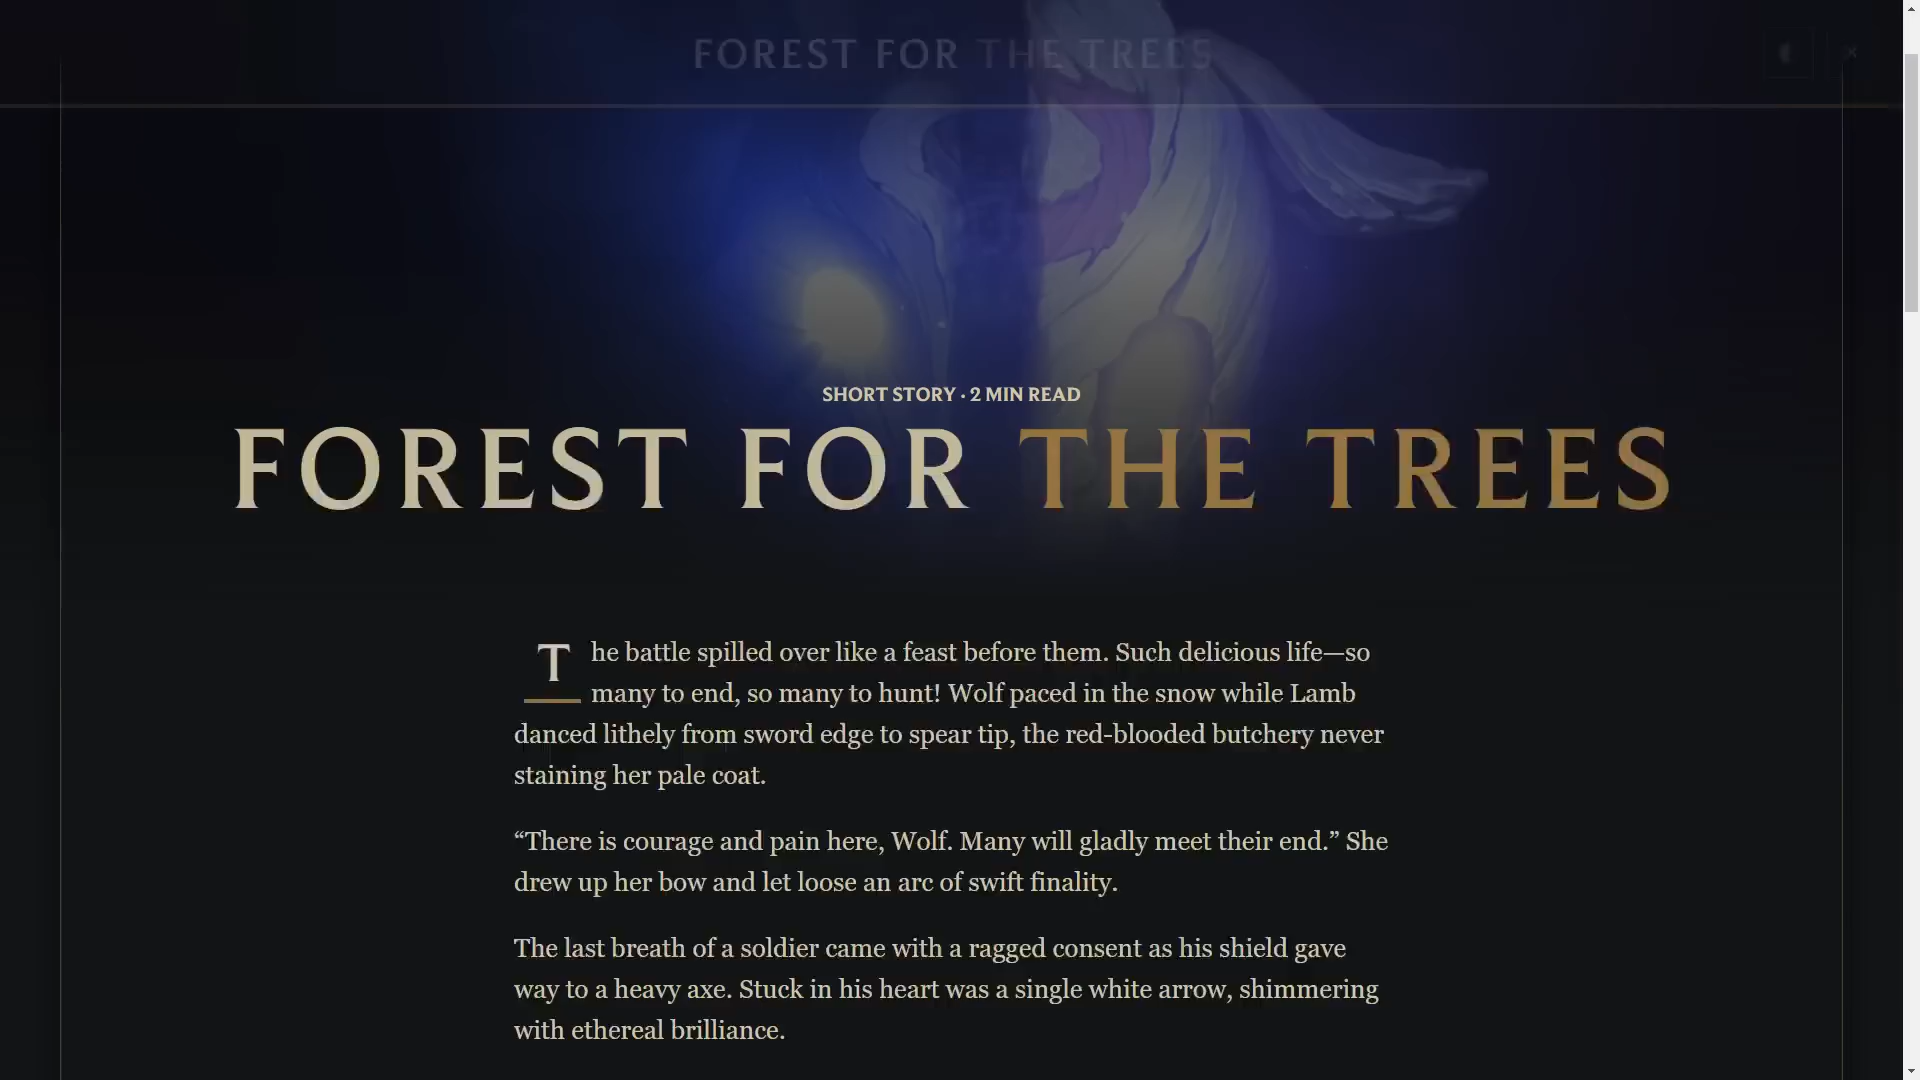 FOREST FOR THE TREES
SHORT STORY · 2 MIN READ
FOREST FOR THE TREES
The battle spilled over like a feast before them. Such delicious life—so
many to end, so many to hunt! Wolf paced in the snow while Lamb
danced lithely from sword edge to spear tip, the red-blooded butchery never
staining her pale coat.
“There is courage and pain here, Wolf. Many will gladly meet their end.” She
drew up her bow and let loose an arc of swift finality.
The last breath of a soldier came with a ragged consent as his shield gave
way to a heavy axe. Stuck in his heart was a single white arrow, shimmering
with ethereal brilliance.